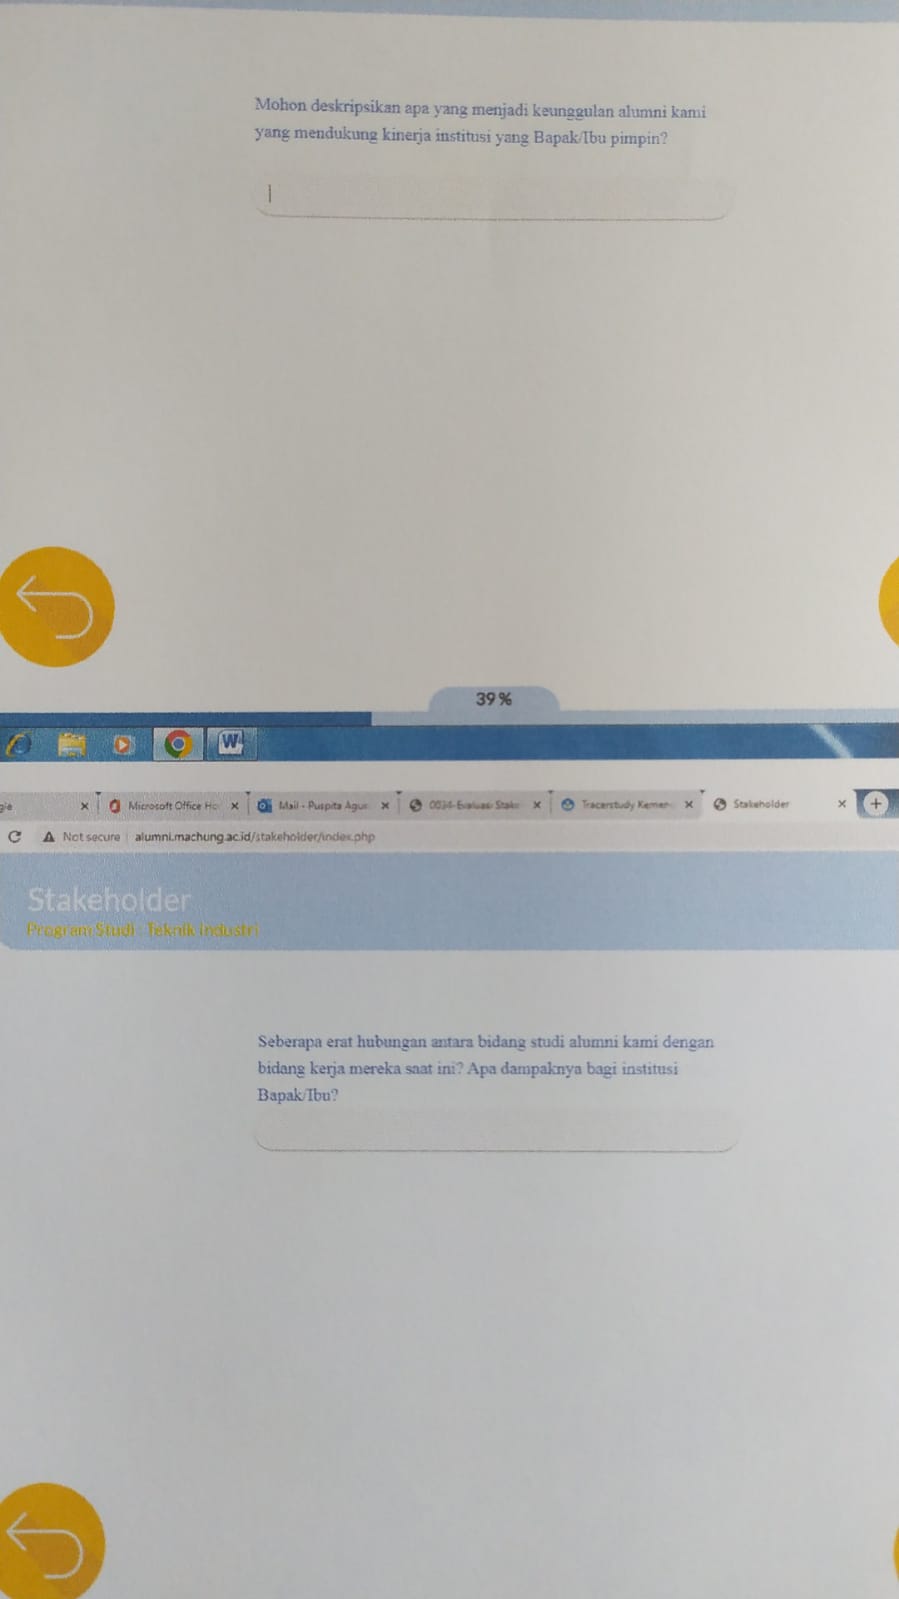 Mohon deskripsikan apa yang menjadi keunggulan alumni kami
yang mendukung kinerja institusi yang Bapak/Ibu pimpin?
39%
W
Microsoft Office Ho
Mail - Puspita Agus
0034-Evaluasi Stake
Tracerstudy Kemen
Stakeholder
Not secure
alumni.machung.ac.id/stakeholder/index.php
Stakeholder
Program Studi : Teknik Industri
Seberapa erat hubungan antara bidang studi alumni kami dengan
bidang kerja mereka saat ini? Apa dampaknya bagi institusi
Bapak/Ibu?